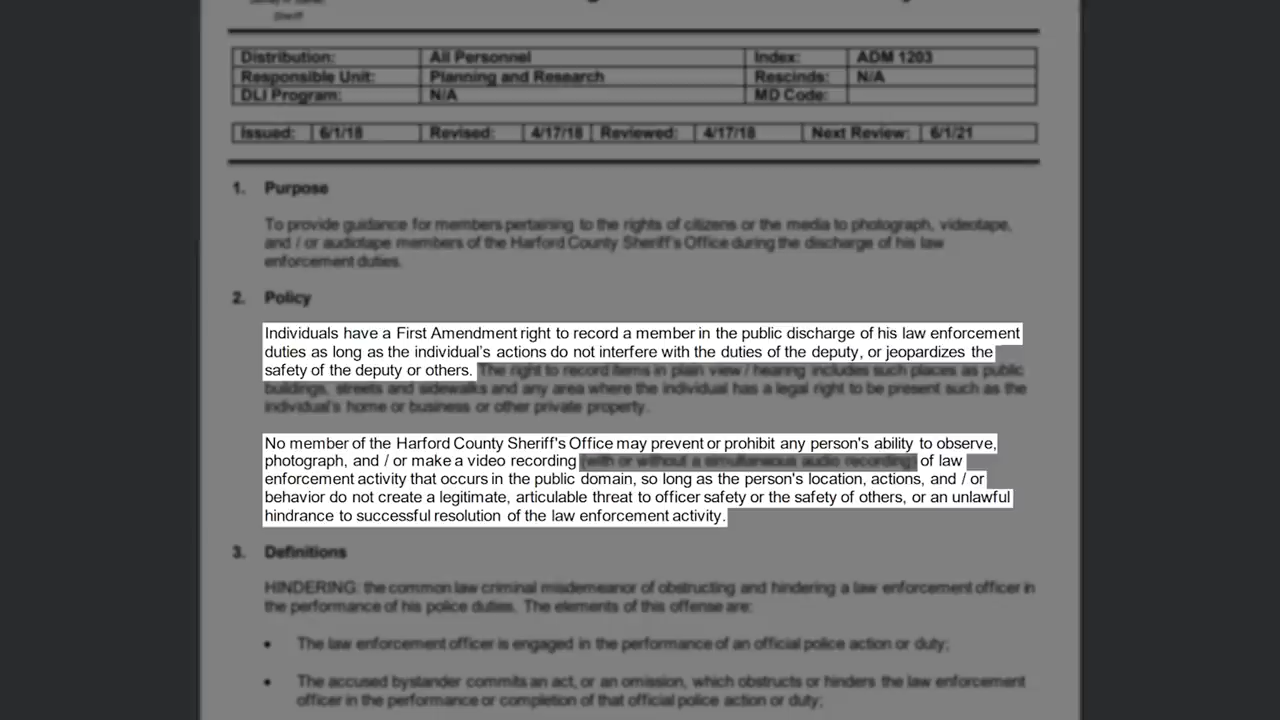 Sheriff
Distribution: All Personnel Index: ADM 1203
Responsible Unit: Planning and Research Rescinds: N/A
DLI Program: N/A MD Code:
Issued: 6/1/18 Revised: 4/17/18 Reviewed: 4/17/18 Next Review: 6/1/21
1. Purpose
To provide guidance for members pertaining to the rights of citizens or the media to photograph, videotape,
and / or audiotape members of the Harford County Sheriff's Office during the discharge of his law
enforcement duties.
2. Policy
Individuals have a First Amendment right to record a member in the public discharge of his law enforcement
duties as long as the individual's actions do not interfere with the duties of the deputy, or jeopardizes the
safety of the deputy or others. The right to record items in plain view / hearing includes such places as public
buildings, streets and sidewalks and any area where the individual has a legal right to be present such as the
individual's home or business or other private property.
No member of the Harford County Sheriff's Office may prevent or prohibit any person's ability to observe,
photograph, and / or make a video recording (with or without a simultaneous audio recording) of law
enforcement activity that occurs in the public domain, so long as the person's location, actions, and / or
behavior do not create a legitimate, articulable threat to officer safety or the safety of others, or an unlawful
hindrance to successful resolution of the law enforcement activity.
3. Definitions
HINDERING: the common law criminal misdemeanor of obstructing and hindering a law enforcement officer in
the performance of his police duties. The elements of this offense are:
• The law enforcement officer is engaged in the performance of an official police action or duty;
• The accused bystander commits an act, or an omission, which obstructs or hinders the law enforcement
officer in the performance or completion of that official police action or duty;